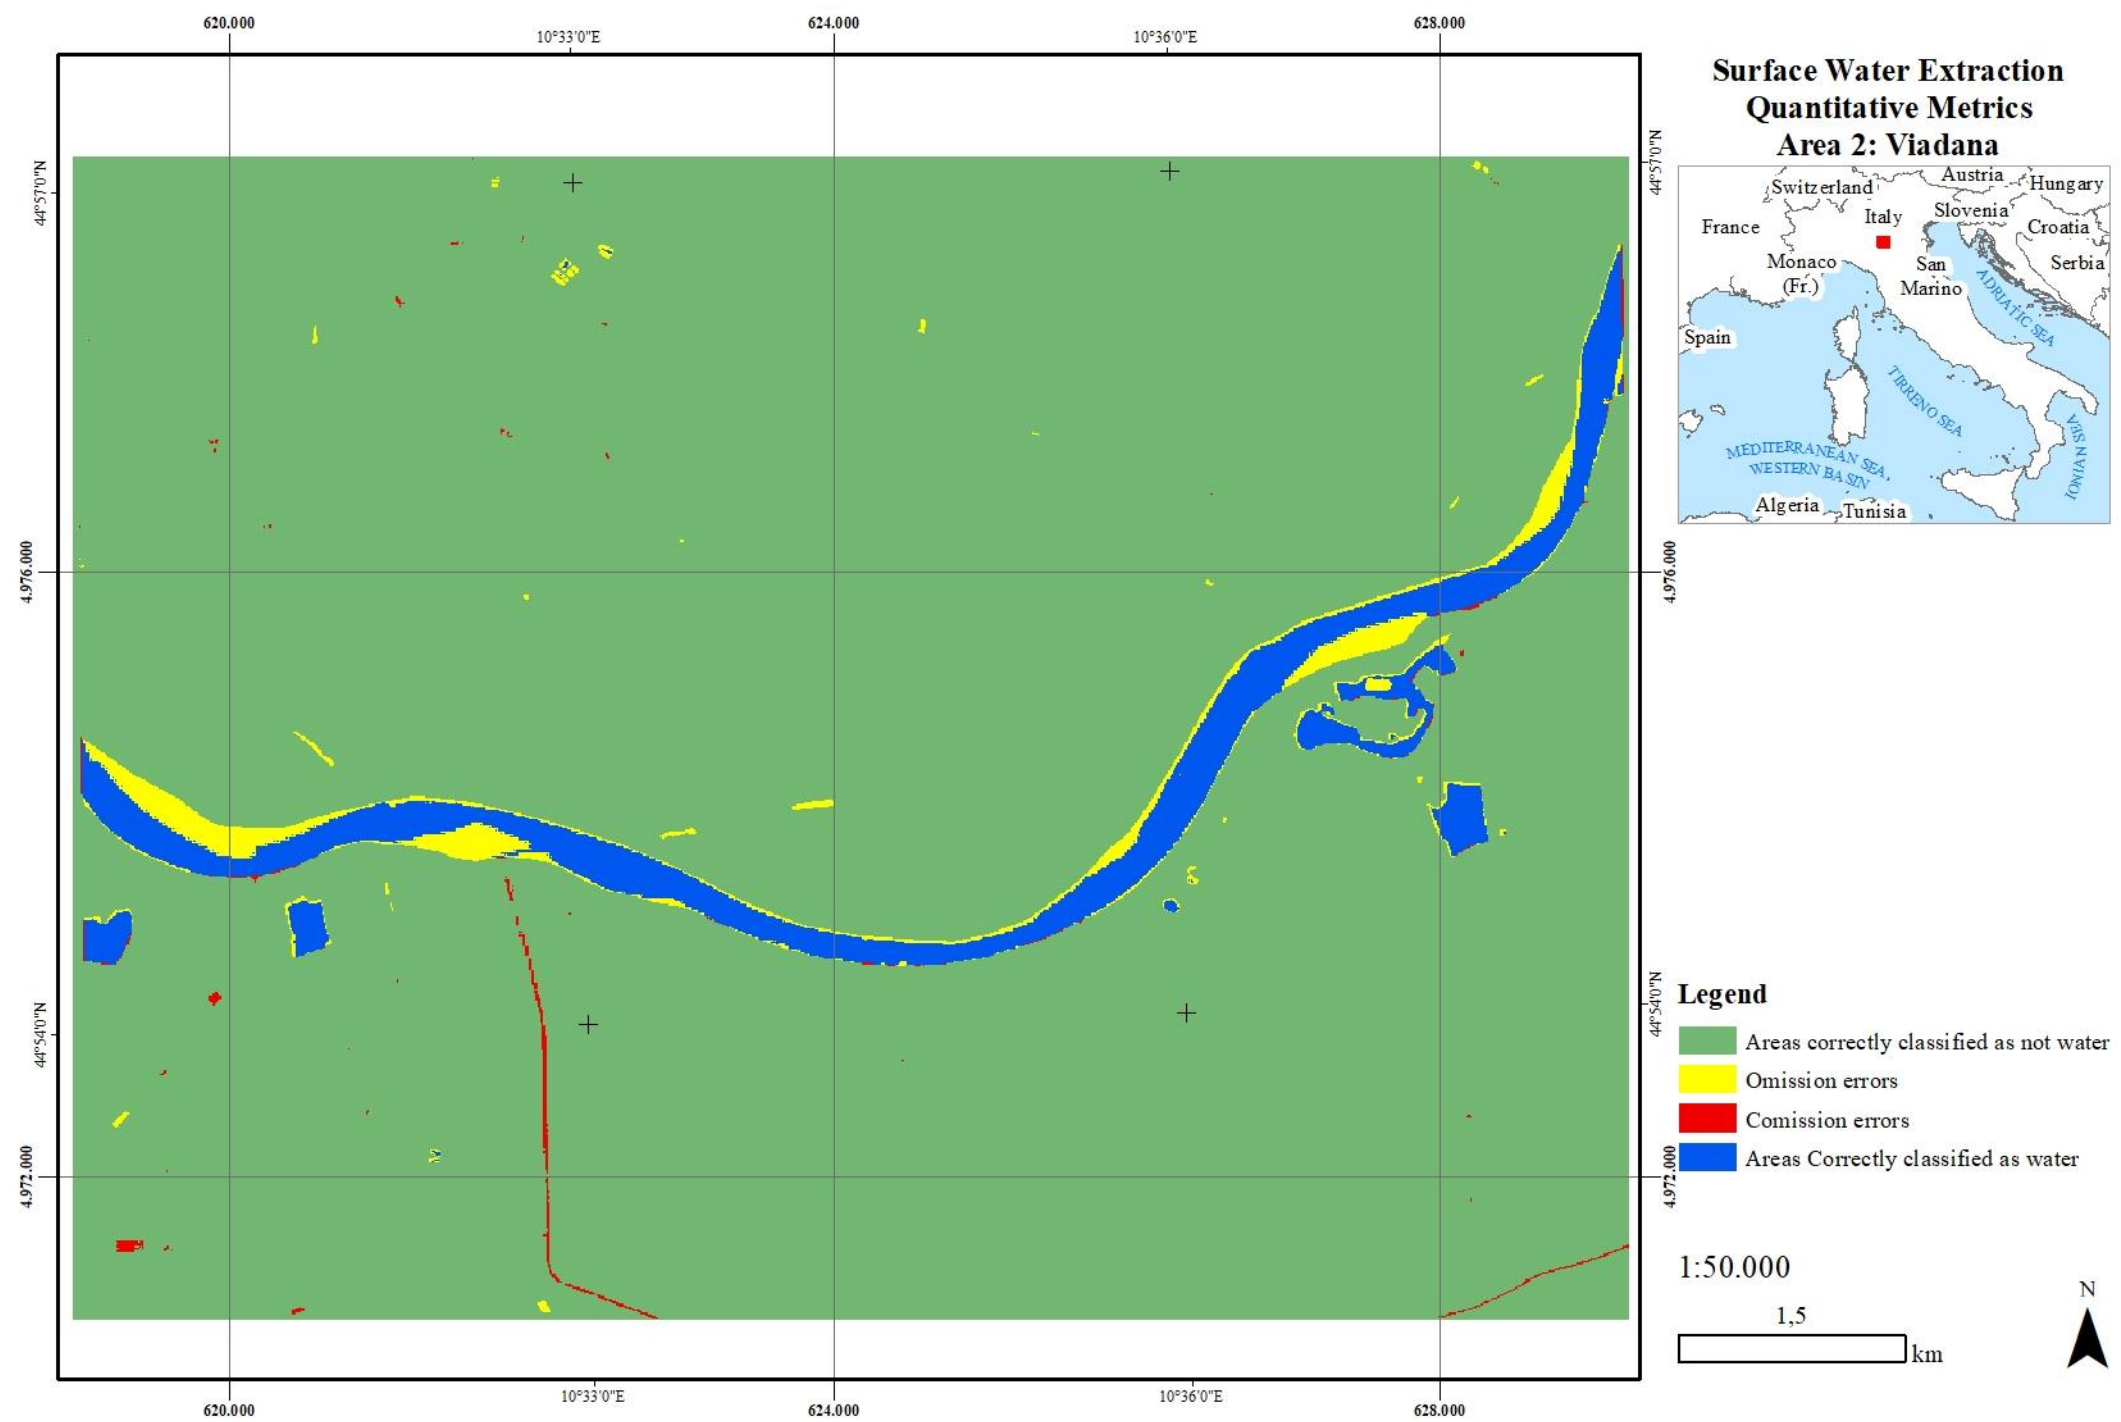 620.000
624.000
628.000
10°33'0"E
10°36'0"E
44°57'0"N
44°57'0"N
4.976.000
4.976.000
44°54'0"N
44°54'0"N
4.972.000
4.972.000
10°33'0"E
10°36'0"E
620.000
624.000
628.000
Surface Water Extraction
Quantitative Metrics
Area 2: Viadana
Austria
Switzerland
Hungary
Slovenia
Italy
France
Croatia
Monaco
(Fr.)
San
Marino
Serbia
ADRIATIC SEA
Spain
TIRRENO SEA
IONIAN SEA
MEDITERRANEAN SEA,
WESTERN BASIN
Algeria
Tunisia
Legend
Areas correctly classified as not water
Omission errors
Comission errors
Areas Correctly classified as water
1:50.000
N
1,5
km